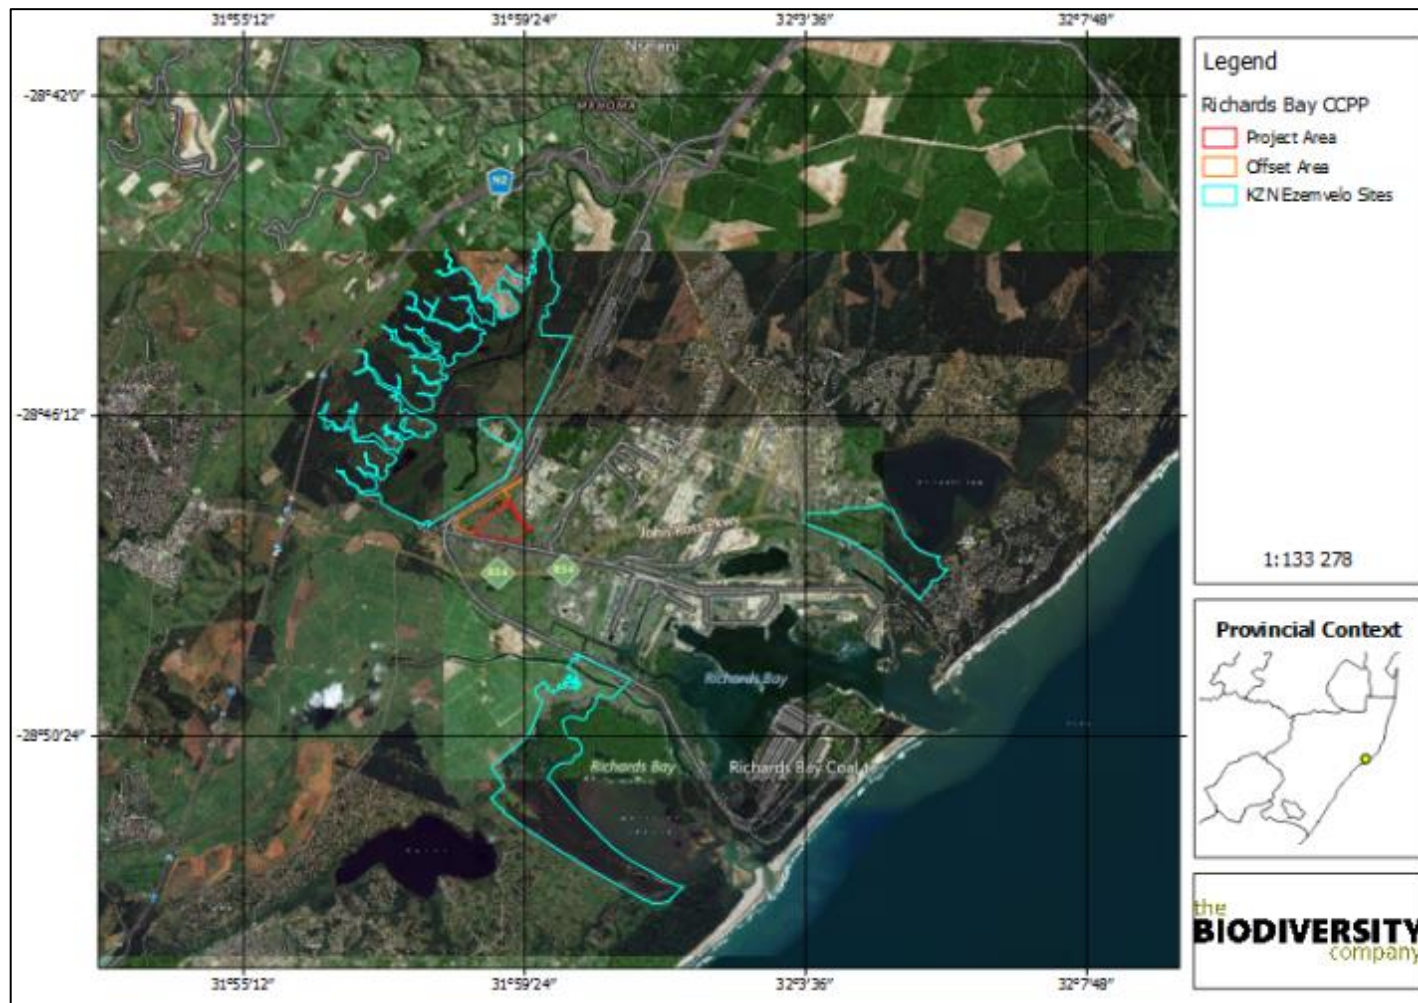 31°55'12"
31°59'24"
32°3'36"
32°7'48"
-28°42'0"
-28°46'12"
-28°50'24"
Nseleni
MKHOMA
N2
John Ross Pkwy
R34
R34
Richards Bay
Richards Bay
Richards Bay Coal
31°55'12"
31°59'24"
32°3'36"
32°7'48"
Legend
Richards Bay CCPP
Project Area
Offset Area
KZN Ezemvelo Sites
1:133 278
Provincial Context
the
BIODIVERSITY
company